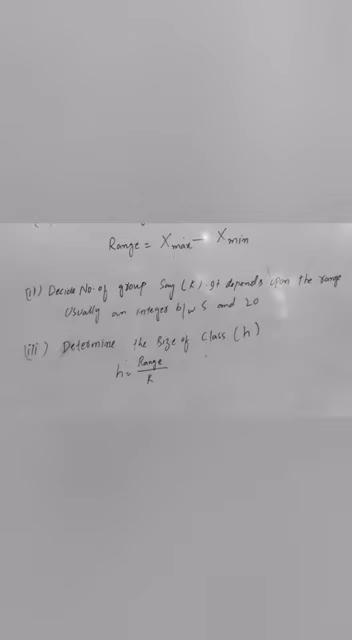 Range = Xmax - Xmin
(ii) Decide No. of group Say (K). It depends upon the range
Usually an integer b/w 5 and 20
(iii) Determine the Size of Class (h)
h = Range / K